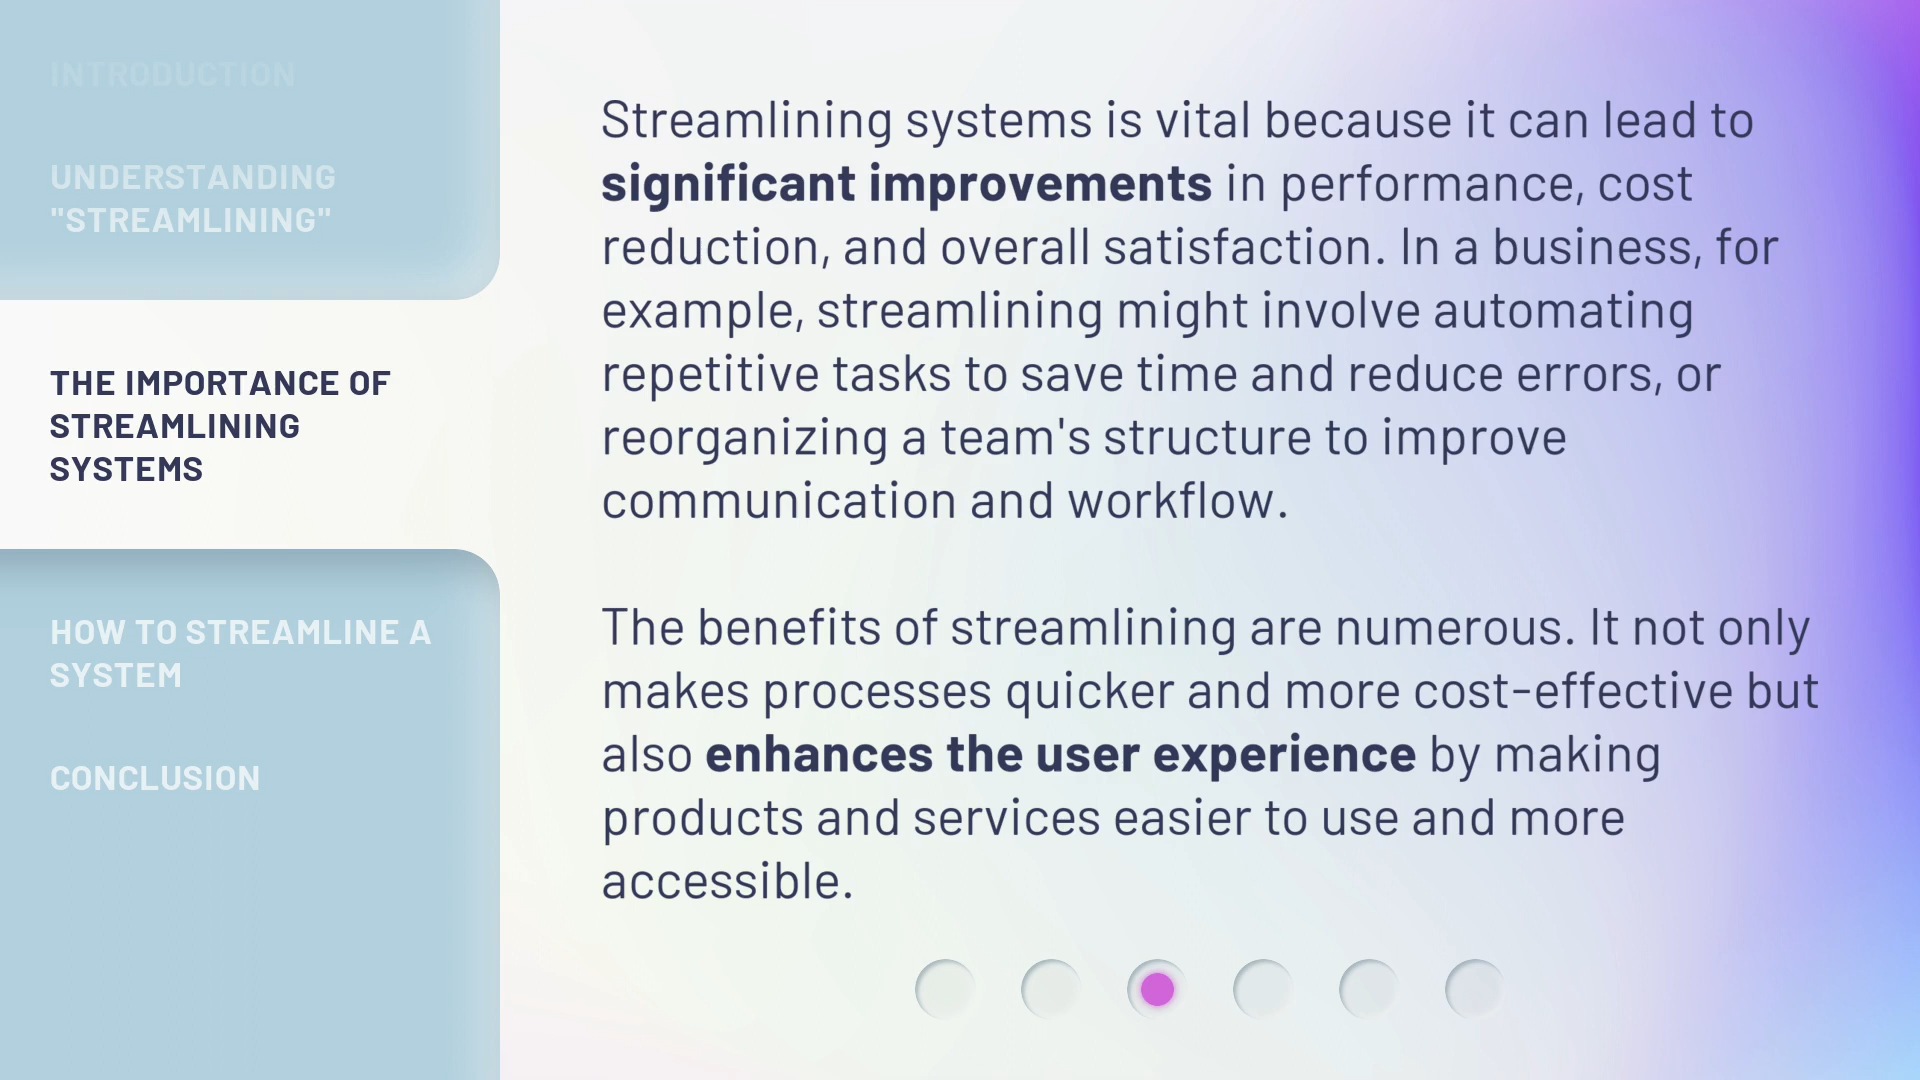 INTRODUCTION
UNDERSTANDING
"STREAMLINING"
THE IMPORTANCE OF
STREAMLINING
SYSTEMS
HOW TO STREAMLINE A
SYSTEM
CONCLUSION
Streamlining systems is vital because it can lead to
significant improvements in performance, cost
reduction, and overall satisfaction. In a business, for
example, streamlining might involve automating
repetitive tasks to save time and reduce errors, or
reorganizing a team's structure to improve
communication and workflow.
The benefits of streamlining are numerous. It not only
makes processes quicker and more cost-effective but
also enhances the user experience by making
products and services easier to use and more
accessible.